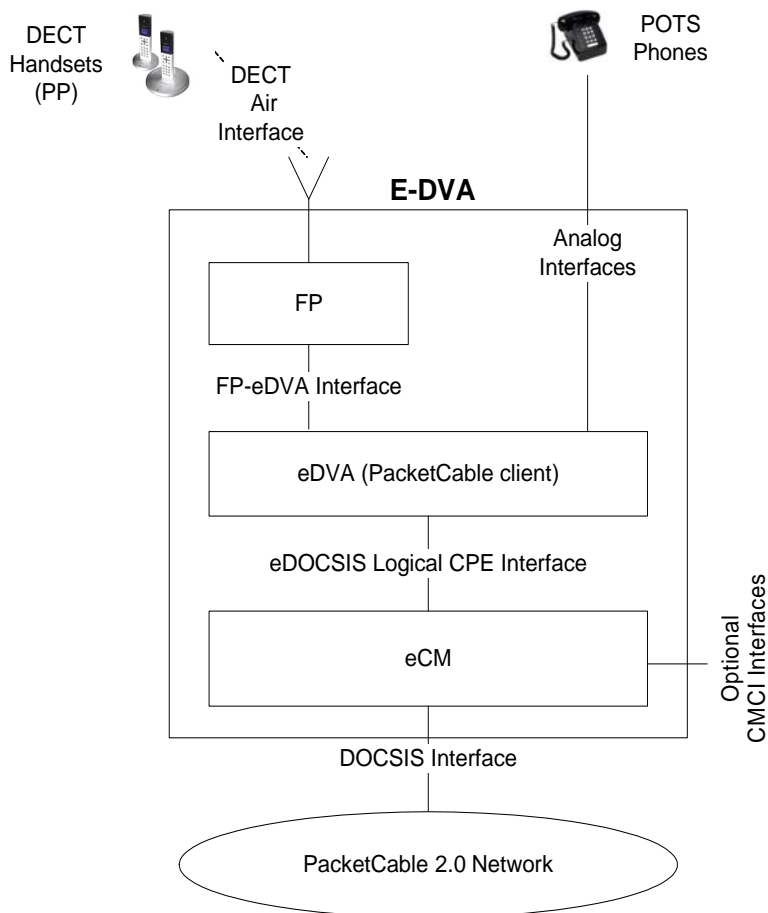 DECT
Handsets
(PP)
DECT
Air
Interface
POTS
Phones
E-DVA
Analog
Interfaces
FP
FP-eDVA Interface
eDVA (PacketCable client)
eDOCSIS Logical CPE Interface
eCM
Optional
CMCI Interfaces
DOCSIS Interface
PacketCable 2.0 Network